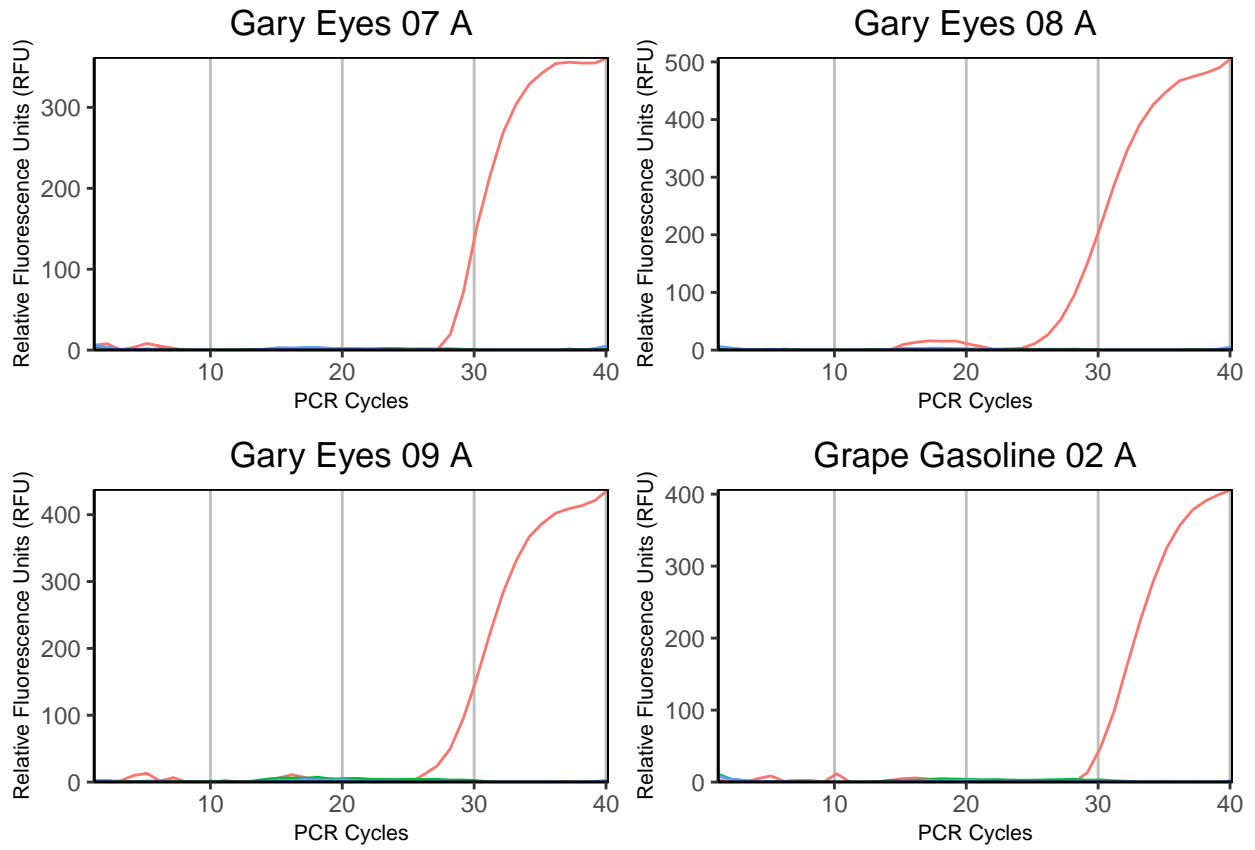 Gary Eyes 07 A
Relative Fluorescence Units (RFU)
300
200
100
0
10 20 30 40
PCR Cycles
Gary Eyes 08 A
Relative Fluorescence Units (RFU)
500
400
300
200
100
0
10 20 30 40
PCR Cycles
Gary Eyes 09 A
Relative Fluorescence Units (RFU)
400
300
200
100
0
10 20 30 40
PCR Cycles
Grape Gasoline 02 A
Relative Fluorescence Units (RFU)
400
300
200
100
0
10 20 30 40
PCR Cycles